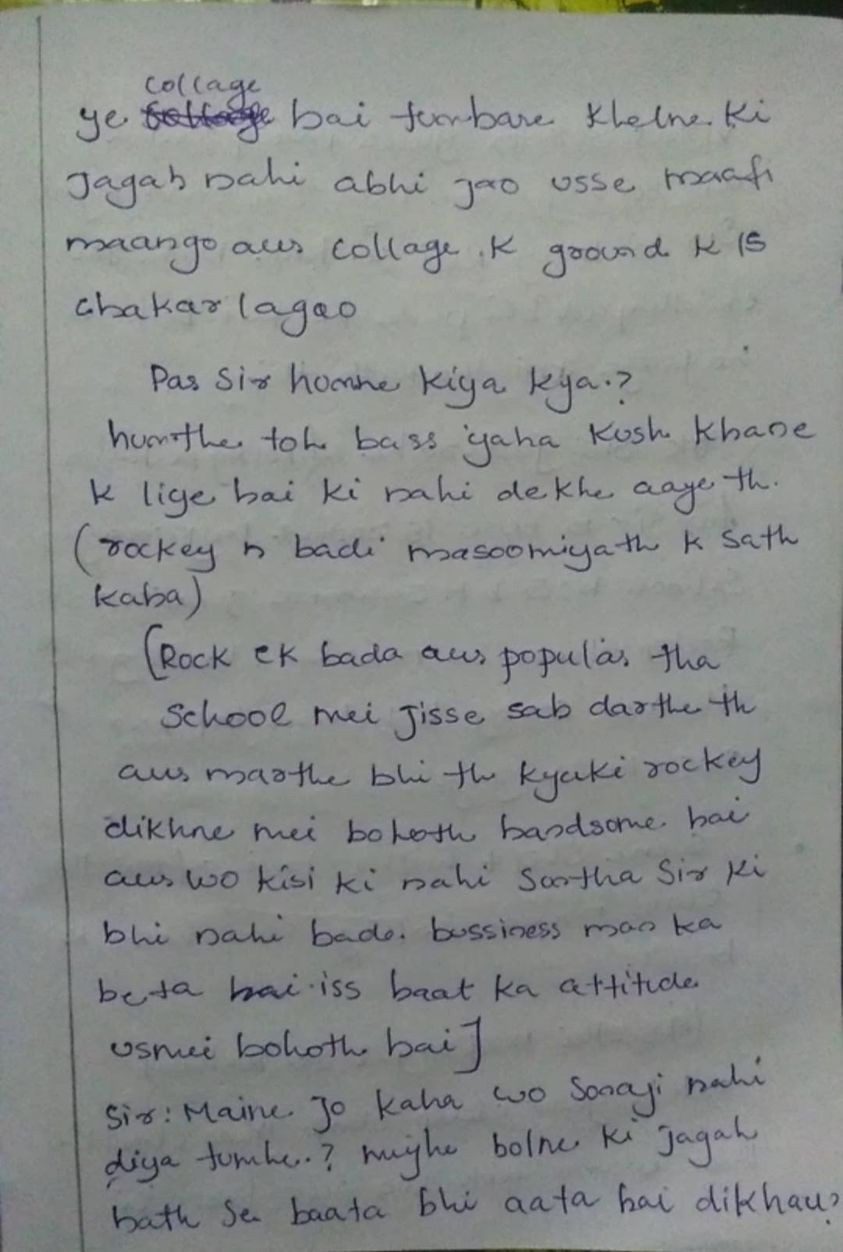 collage
ye hai tumhare khelne ki
Jagah nahi abhi jao usse maafi
maango aur collage .k ground k 15
chakar lagao
Par Sir humne kiya kya.?
humthe toh bass yaha kush khane
k liye hai ki nahi dekhe aaye th.
(rockey n badi masoomiyath k sath
kaha)
[Rock ek bada aur popular tha
School mei jisse sab darthe th
aur marthe bhi th kyuki rockey
dikhne mei bohoth handsome hai
aur wo kisi ki nahi suntha Sir ki
bhi nahi bade. bussiness man ka
beta hai iss baat ka attitude
usmei bohoth hai]
Sir: Maine Jo kaha wo sonayi nahi
diya tumhe.? mujhe bolne ki jagah
hath se baata bhi aata hai dikhau?